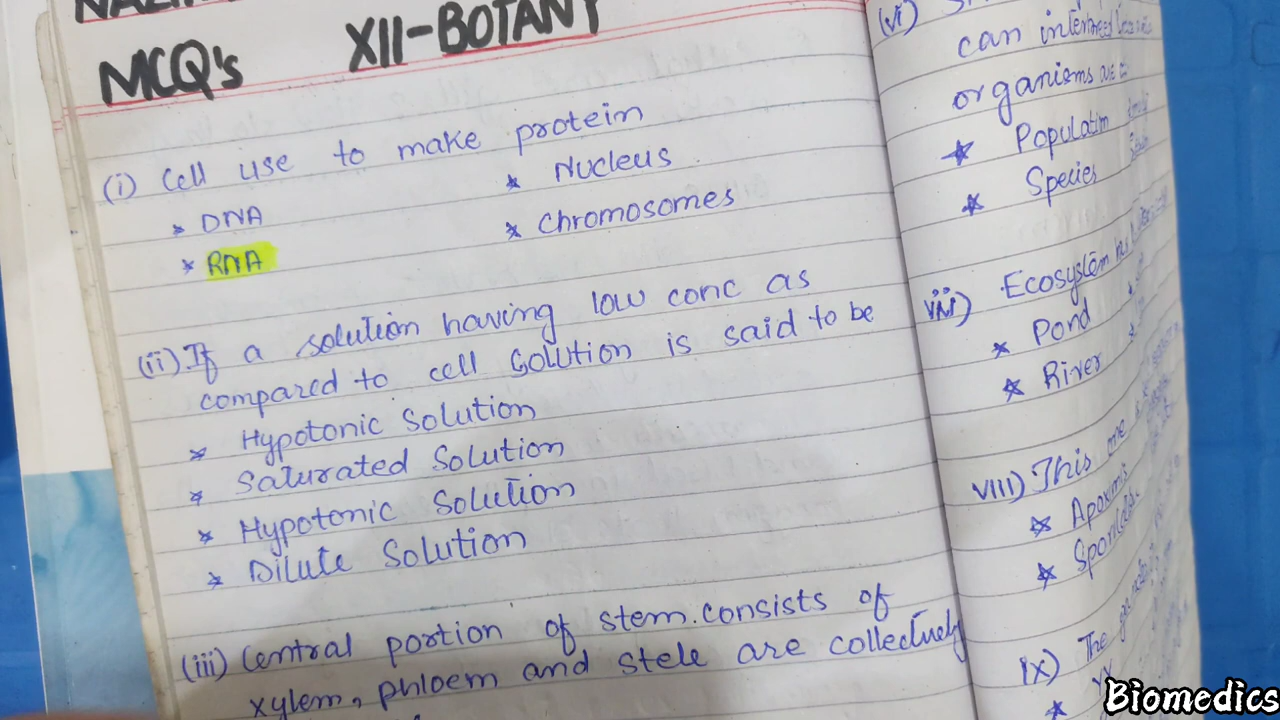 XII-BOTANY
MCQ's
(i) Cell use to make protein
* DNA
* Nucleus
* RNA
* Chromosomes
(ii) If a solution having low conc as
compared to cell Solution is said to be
* Hypotonic Solution
* Saturated Solution
* Hypotonic Solution
* Dilute Solution
(iii) Central portion of stem.consists of
xylem, phloem and stele are collectively
(vi)
can
organisms are
* Population
* Species
vii) Ecosystem
* Pond
* River
VIII) This
* Apoximis
*
IX) The
*
Biomedics